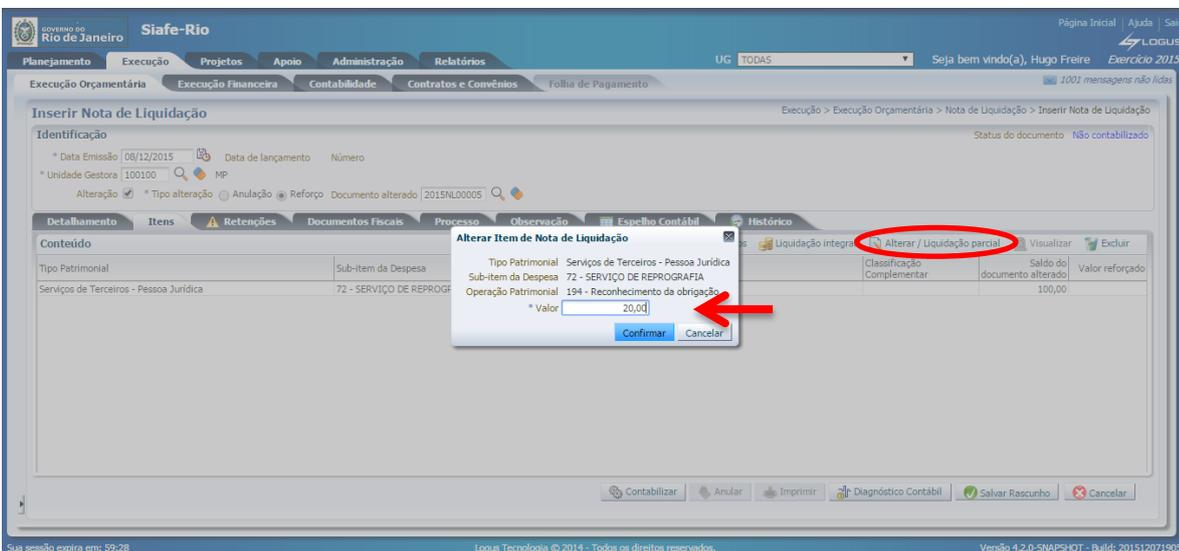 GOVERNO DO
Rio de Janeiro
Siafe-Rio
Página Inicial | Ajuda | Sair
LOGUS
Planejamento Execução Projetos Apoio Administração Relatórios UG TODAS Seja bem vindo(a), Hugo Freire Exercício 2015
Execução Orçamentária Execução Financeira Contabilidade Contratos e Convênios Folha de Pagamento 1001 mensagens não lidas
Inserir Nota de Liquidação Execução > Execução Orçamentária > Nota de Liquidação > Inserir Nota de Liquidação
Identificação Status do documento Não contabilizado
* Data Emissão 08/12/2015 Data de lançamento Número
* Unidade Gestora 100100 MP
Alteração * Tipo alteração Anulação Reforço Documento alterado 2015NL00005
Detalhamento Itens Retenções Documentos Fiscais Processo Observação Espelho Contábil Histórico
Conteúdo Liquidação integral Alterar / Liquidação parcial Visualizar Excluir
Tipo Patrimonial Sub-item da Despesa Classificação Complementar Saldo do documento alterado Valor reforçado
Serviços de Terceiros - Pessoa Jurídica 72 - SERVIÇO DE REPROGR 100,00
Alterar Item de Nota de Liquidação
Tipo Patrimonial Serviços de Terceiros - Pessoa Jurídica
Sub-item da Despesa 72 - SERVIÇO DE REPROGRAFIA
Operação Patrimonial 194 - Reconhecimento da obrigação
* Valor 20,00
Confirmar Cancelar
Contabilizar Anular Imprimir Diagnóstico Contábil Salvar Rascunho Cancelar
Sua sessão expira em: 59:28 Logus Tecnologia © 2014 - Todos os direitos reservados. Versão 4.2.0-SNAPSHOT - Build: 201512071905